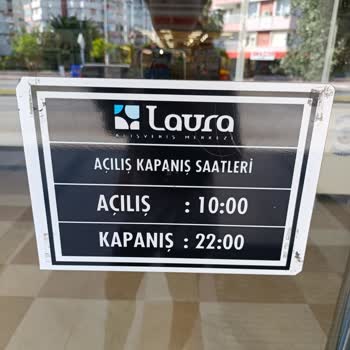 Laura
ALIŞVERİŞ MERKEZİ
AÇILIŞ KAPANIŞ SAATLERİ
AÇILIŞ : 10:00
KAPANIŞ : 22:00